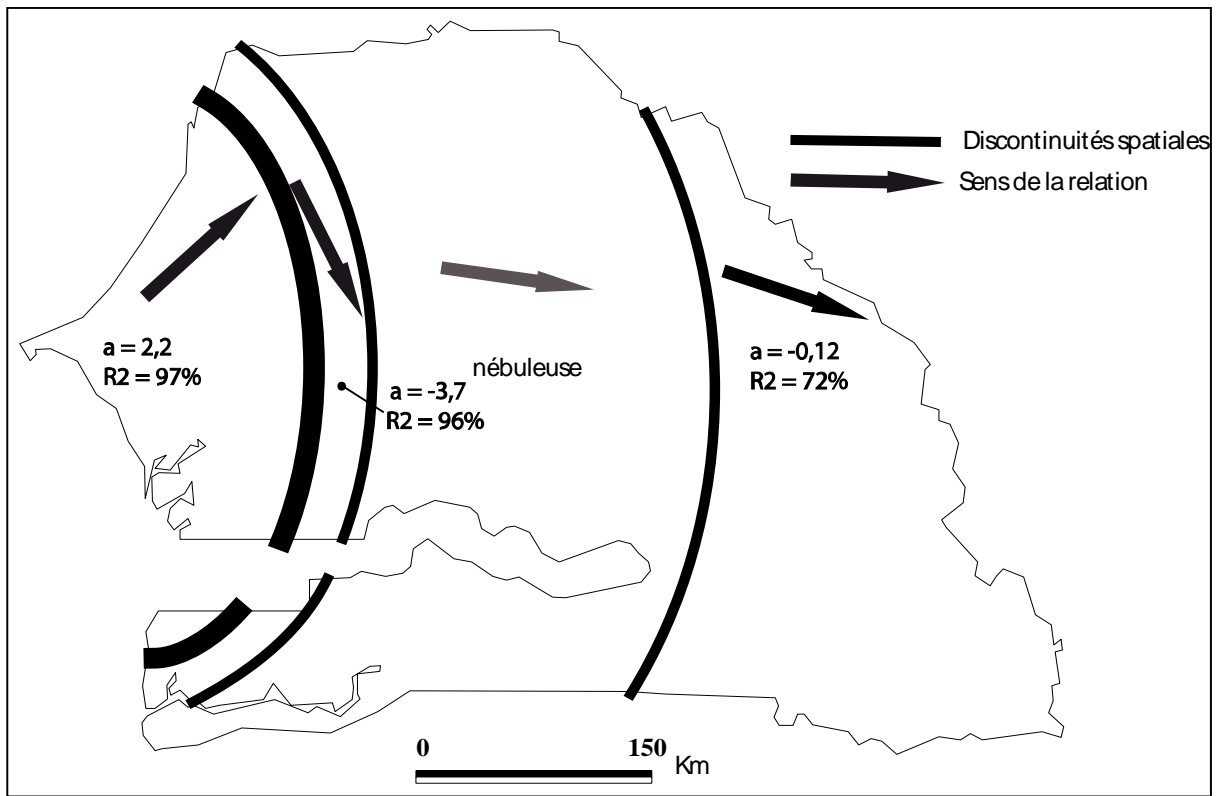 Discontinuités spatiales
Sens de la relation
a = 2,2
R2 = 97%
a = -3,7
R2 = 96%
nébuleuse
a = -0,12
R2 = 72%
0 150
Km